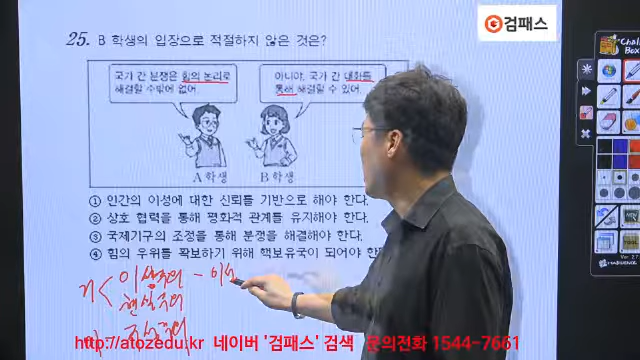 25. B 학생의 입장으로 적절하지 않은 것은?
검패스
국가 간 분쟁은 힘의 논리로
해결할 수밖에 없어.
아니야, 국가 간 대화를
통해 해결할 수 있어.
A학생
B학생
① 인간의 이성에 대한 신뢰를 기반으로 해야 한다.
② 상호 협력을 통해 평화적 관계를 유지해야 한다.
③ 국제기구의 조정을 통해 분쟁을 해결해야 한다.
④ 힘의 우위를 확보하기 위해 핵보유국이 되어야 한
이상주의 - 이성
현실주의
http://atozedu.kr 네이버 '검패스' 검색 문의전화 1544-7661